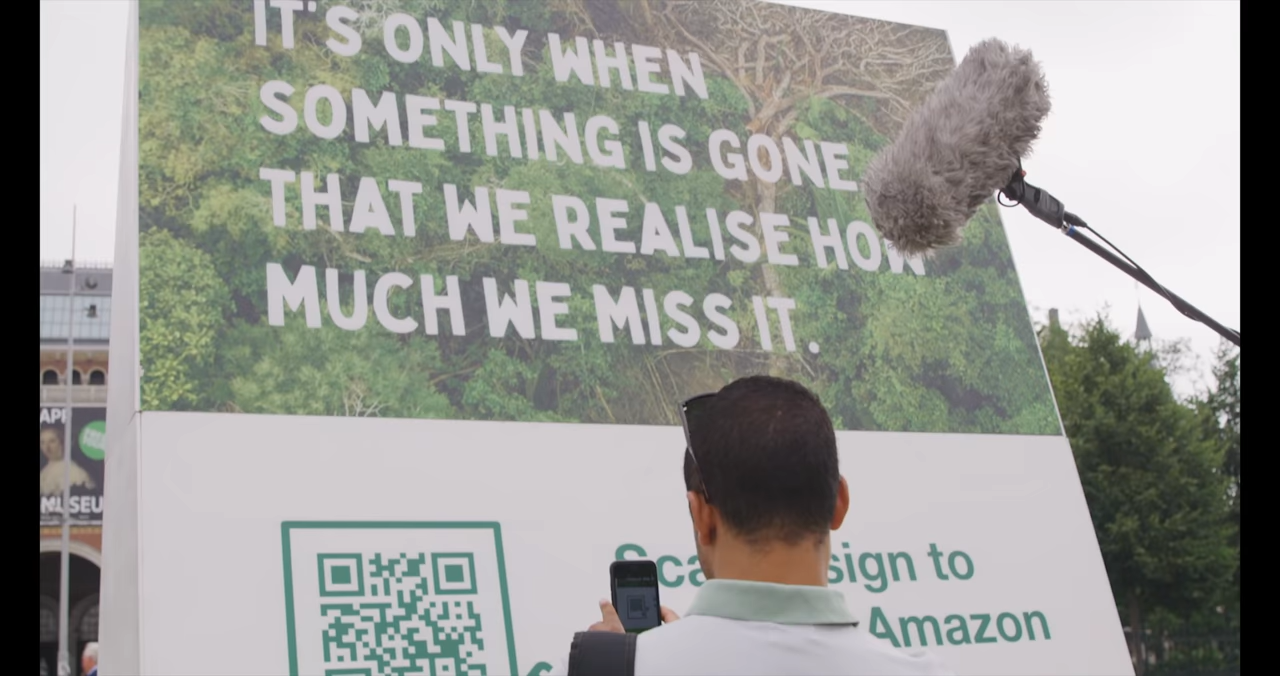 IT'S ONLY WHEN
SOMETHING IS GONE
THAT WE REALISE HOW
MUCH WE MISS IT.
sign to
Amazon